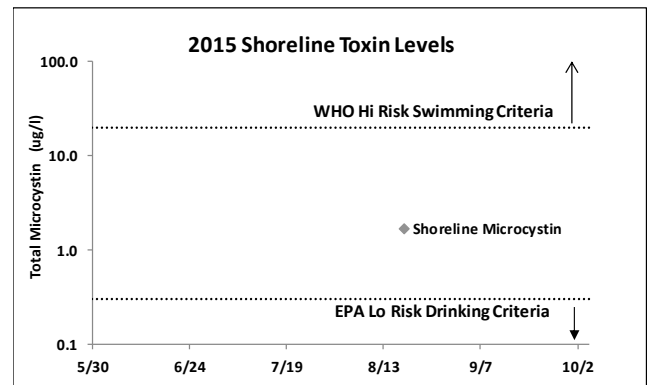 2015 Shoreline Toxin Levels
Total Microcystin (ug/l)
100.0
10.0
1.0
0.1
WHO Hi Risk Swimming Criteria
Shoreline Microcystin
EPA Lo Risk Drinking Criteria
5/30 6/24 7/19 8/13 9/7 10/2